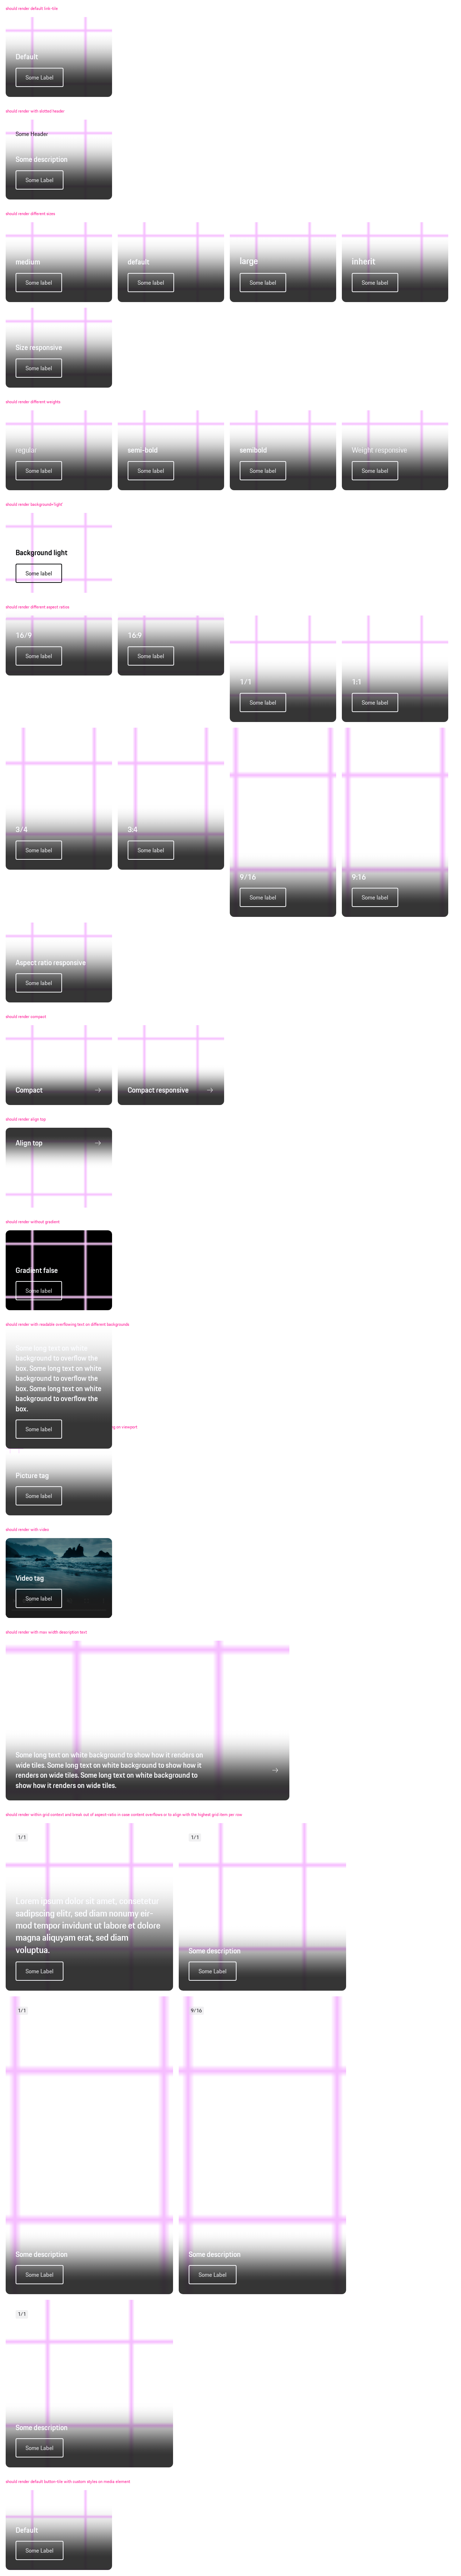 should render default link-tile
Default
Some Label
should render with slotted header
Some Header
Some description
Some Label
should render different sizes
medium
default
large
inherit
Some label
Some label
Some label
Some label
Size responsive
Some label
should render different weights
regular
semi-bold
semibold
Weight responsive
Some label
Some label
Some label
Some label
should render background=light
Background light
Some label
should render different aspect ratios
16/9
16:9
Some label
Some label
1/1
1:1
Some label
Some label
3/4
3:4
Some label
Some label
9/16
9:16
Some label
Some label
Aspect ratio responsive
Some label
should render compact
Compact
Compact responsive
should render align top
Align top
should render without gradient
Gradient false
Some label
should render with readable overflowing text on different backgrounds
Some long text on white
background to overflow the
box. Some long text on white
background to overflow the
box. Some long text on white
background to overflow the
box.
Some label
ng on viewport
Picture tag
Some label
should render with video
Video tag
Some label
should render with max-width description text
Some long text on white background to show how it renders on
wide tiles. Some long text on white background to show how it
renders on wide tiles. Some long text on white background to
show how it renders on wide tiles.
should render within grid context and break out of aspect-ratio in case content overflows or to align with the highest grid item per row
1/1
1/1
Lorem ipsum dolor sit amet, consetetur
sadipscing elitr, sed diam nonumy eir-
mod tempor invidunt ut labore et dolore
magna aliquyam erat, sed diam
voluptua.
Some Label
Some description
Some Label
1/1
9/16
Some description
Some description
Some Label
Some Label
1/1
Some description
Some Label
should render default button-tile with custom styles on media element
Default
Some Label